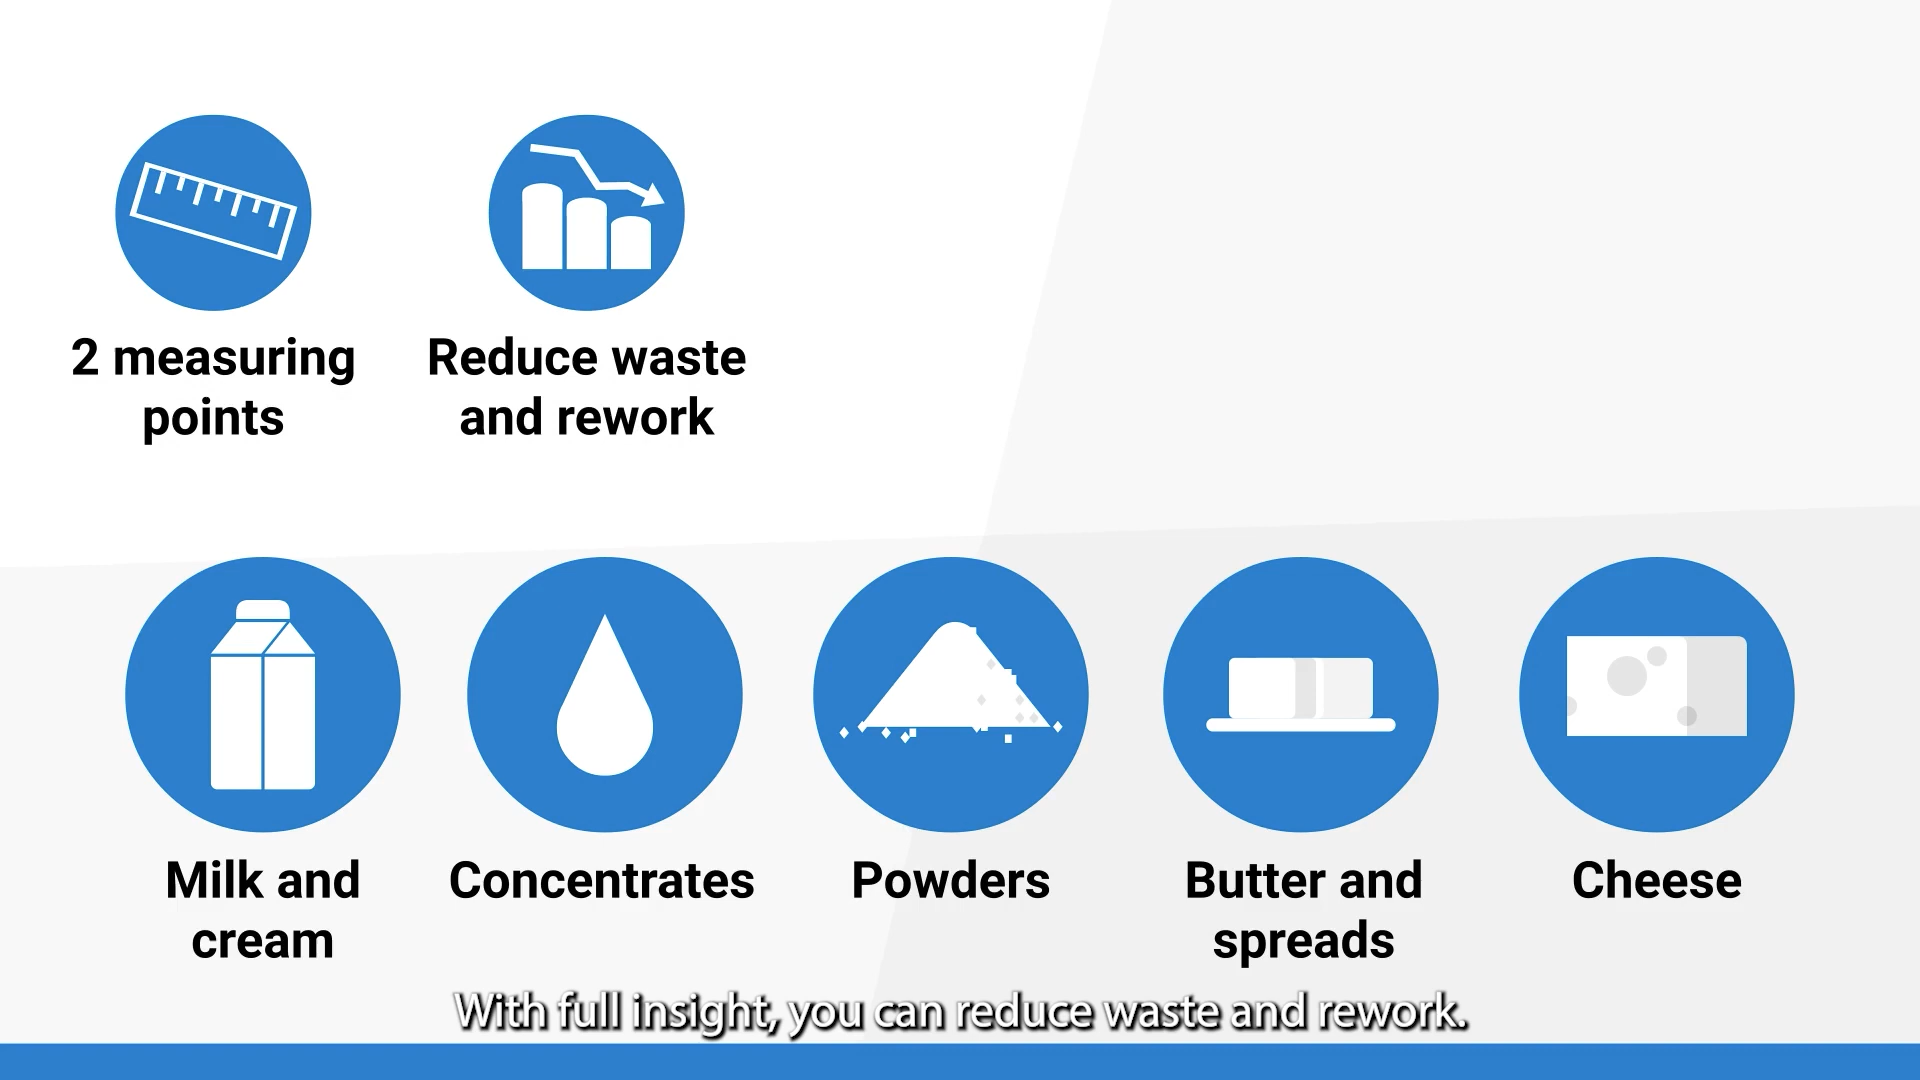 2 measuring
points
Reduce waste
and rework
Milk and
cream
Concentrates
Powders
Butter and
spreads
Cheese
With full insight, you can reduce waste and rework.